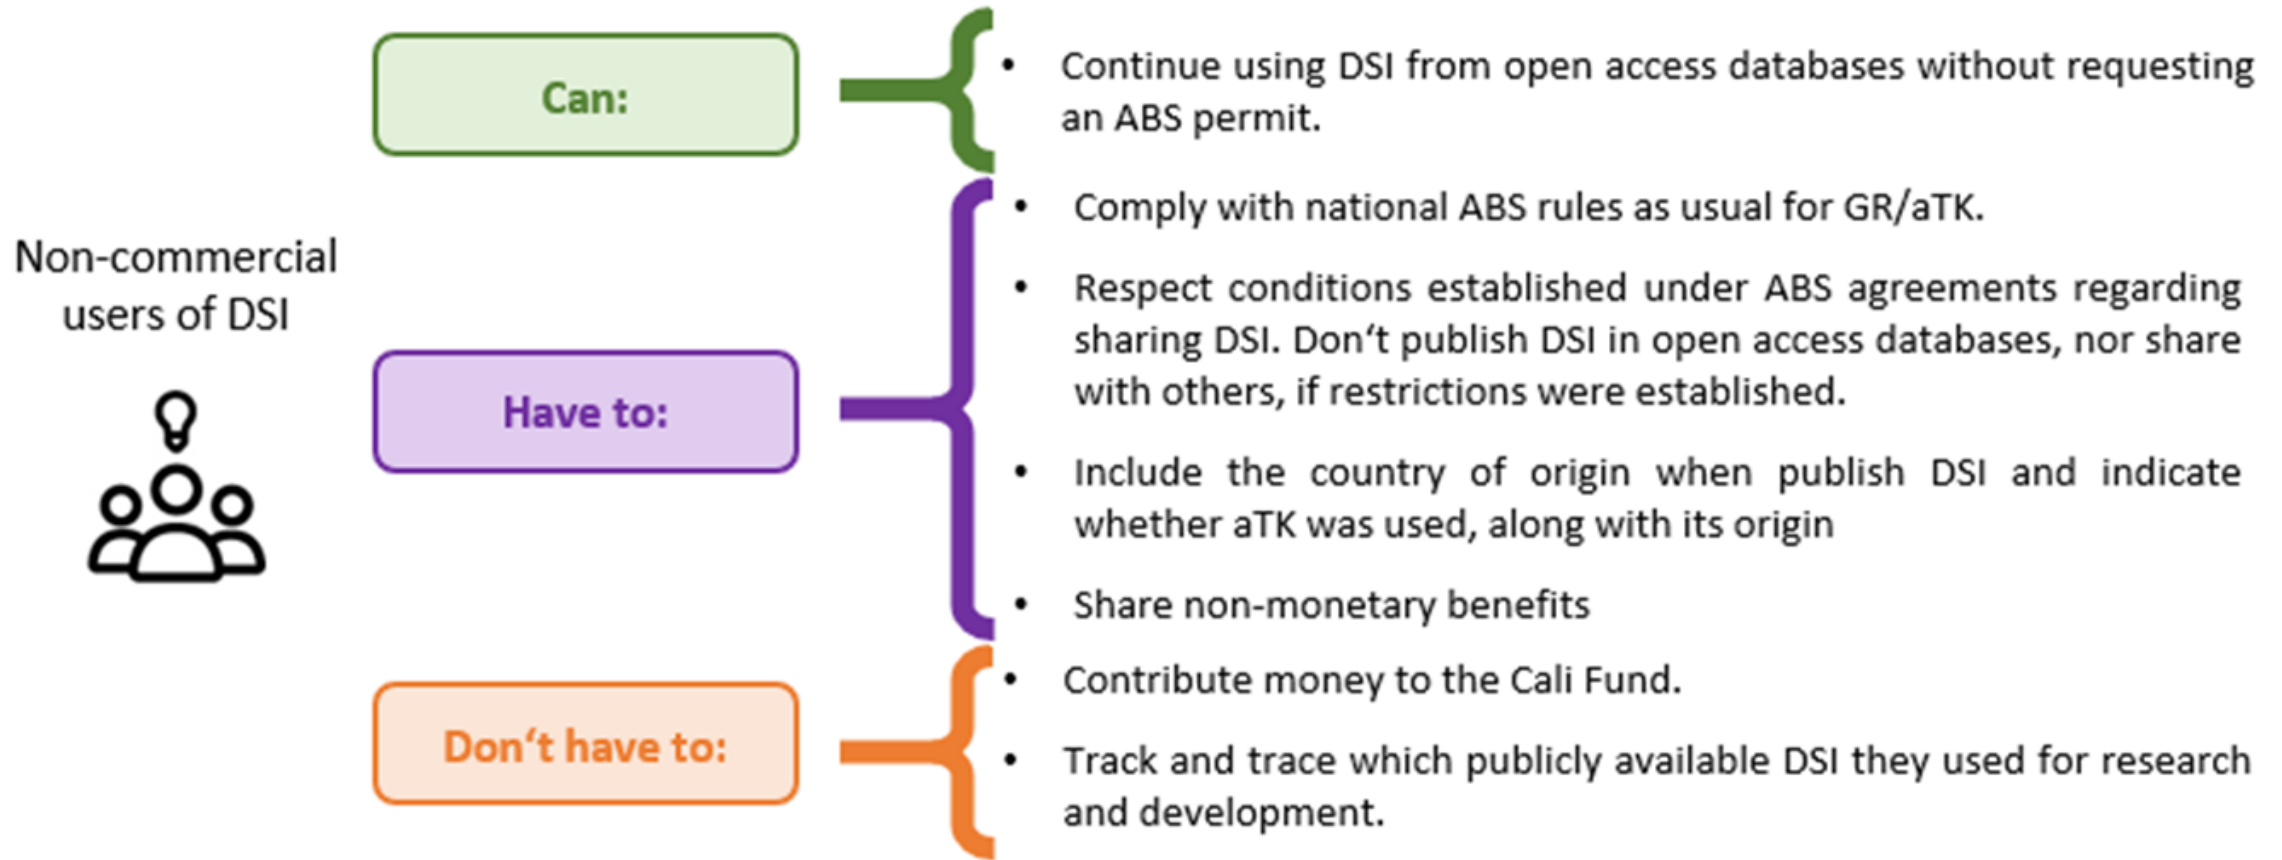 Non-commercial
users of DSI
Can:
• Continue using DSI from open access databases without requesting
an ABS permit.
Have to:
• Comply with national ABS rules as usual for GR/aTK.
• Respect conditions established under ABS agreements regarding
sharing DSI. Don‘t publish DSI in open access databases, nor share
with others, if restrictions were established.
• Include the country of origin when publish DSI and indicate
whether aTK was used, along with its origin
• Share non-monetary benefits
Don‘t have to:
• Contribute money to the Cali Fund.
• Track and trace which publicly available DSI they used for research
and development.